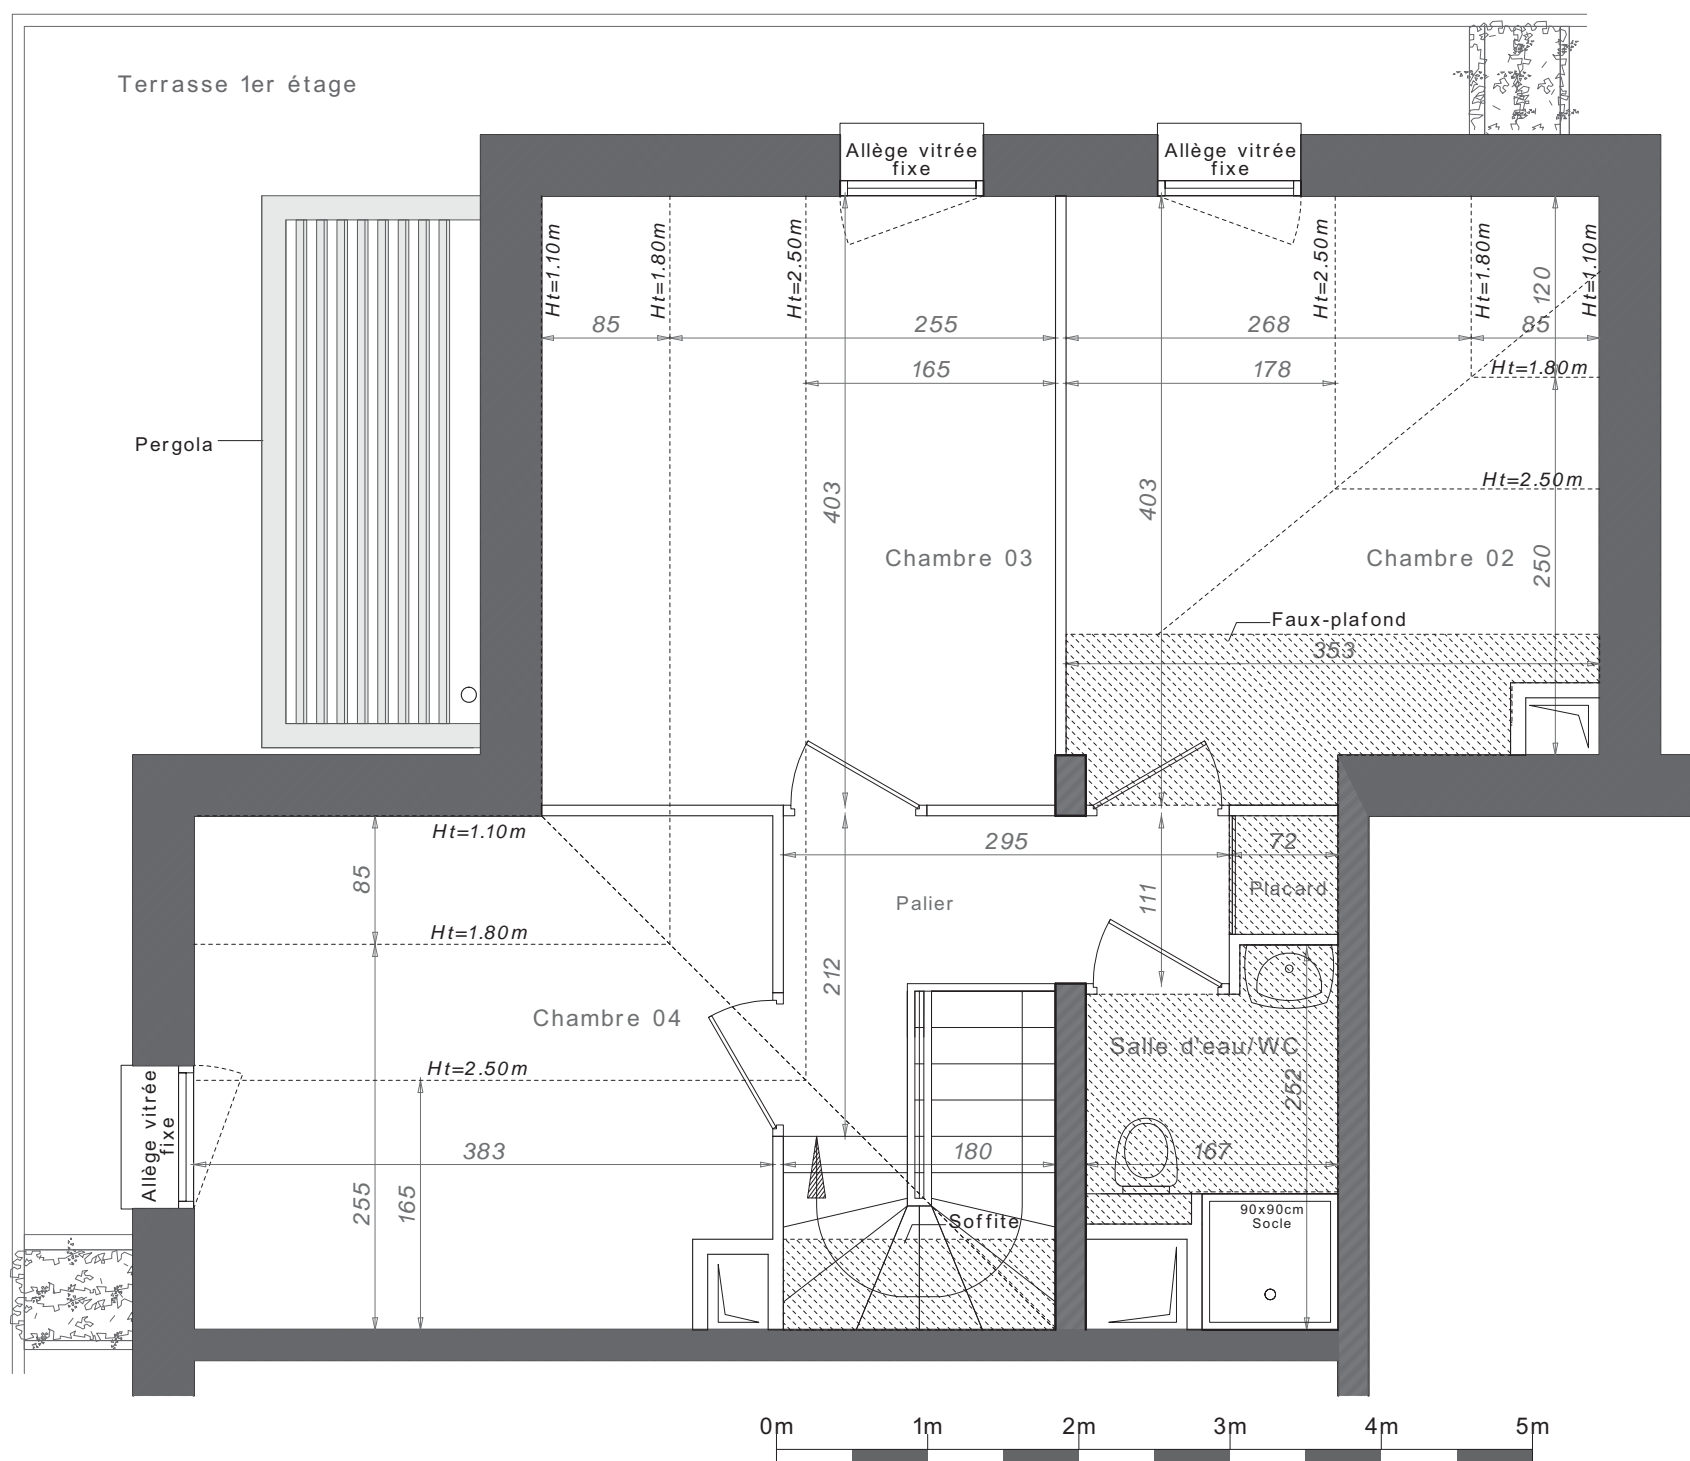 Terrasse 1er étage
Allège vitrée
fixe
Allège vitrée
fixe
Ht=1.10m
Ht=1.80m
Ht=2.50m
Ht=2.50m
Ht=1.80m
Ht=1.10m
120
85
255
268
85
165
178
Ht=1.80m
Pergola
403
403
Ht=2.50m
Chambre 03
Chambre 02
250
Faux-plafond
353
Ht=1.10m
295
72
85
Palier
111
Placard
Ht=1.80m
212
Chambre 04
Salle d'eau/WC
Ht=2.50m
252
Allège vitrée
fixe
383
180
167
255
165
Soffite
90x90cm
Socle
0m
1m
2m
3m
4m
5m